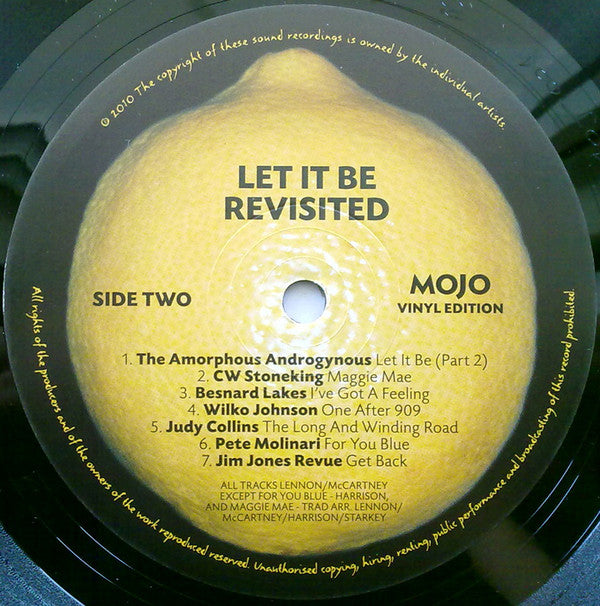 ℗ 2010 The copyright of these sound recordings is owned by the individual artists.
LET IT BE
REVISITED
SIDE TWO
MOJO
VINYL EDITION
1. The Amorphous Androgynous Let It Be (Part 2)
2. CW Stoneking Maggie Mae
3. Besnard Lakes I've Got A Feeling
4. Wilko Johnson One After 909
5. Judy Collins The Long And Winding Road
6. Pete Molinari For You Blue
7. Jim Jones Revue Get Back
ALL TRACKS LENNON/McCARTNEY
EXCEPT FOR YOU BLUE - HARRISON,
AND MAGGIE MAE - TRAD ARR. LENNON/
McCARTNEY/HARRISON/STARKEY
All rights of the producers and of the owners of the work reproduced reserved. Unauthorised copying, hiring, renting, public performance and broadcasting of this record prohibited.